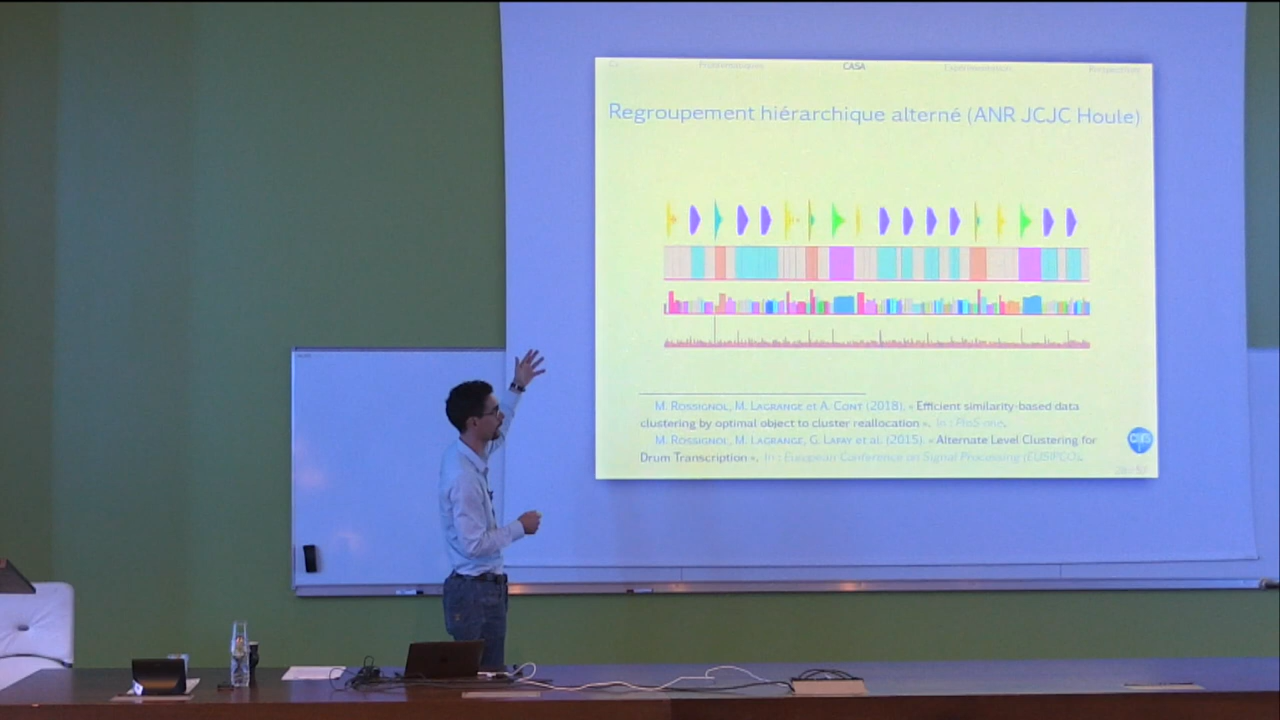 CASA
Regroupement hiérarchique alterné (ANR JCJC Houle)
M. Rossignol, M. Lagrange et A. Cont (2018). « Efficient similarity-based data
clustering by optimal object to cluster reallocation ». In : PloS one.
M. Rossignol, M. Lagrange, G. Lafay et al. (2015). « Alternate Level Clustering for
Drum Transcription ». In : European Conference on Signal Processing (EUSIPCO).